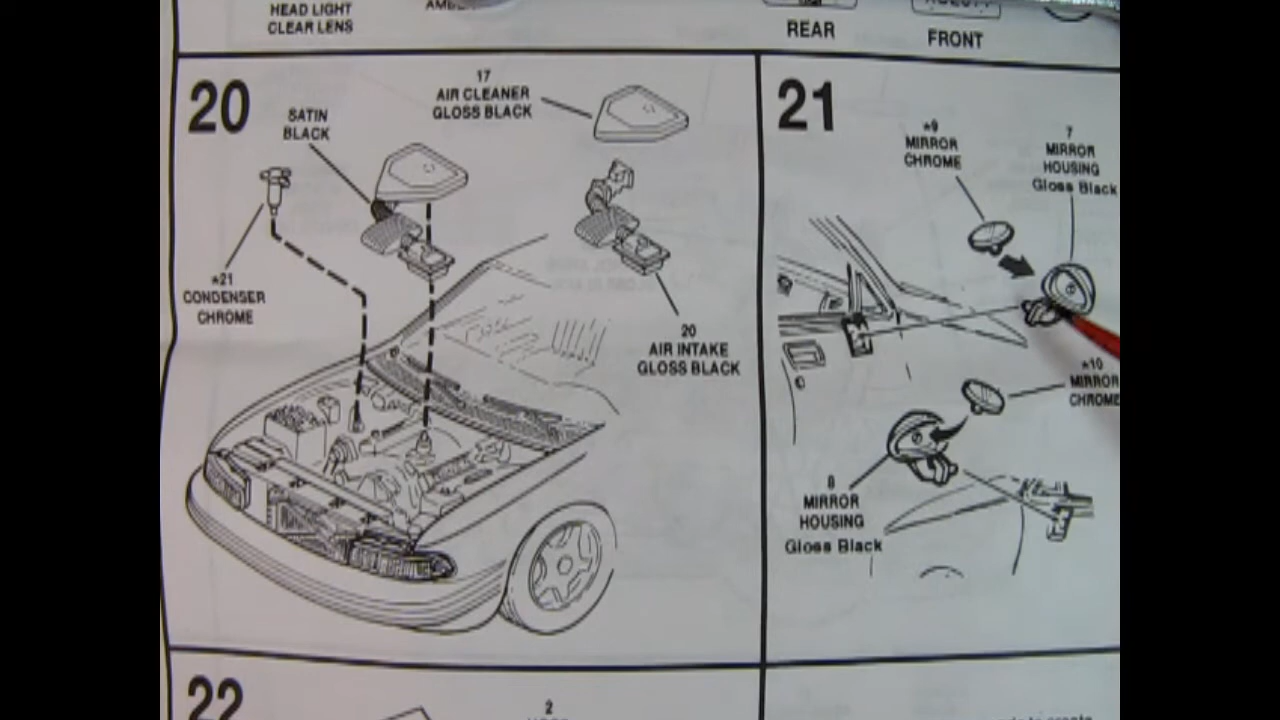 HEAD LIGHT
CLEAR LENS
REAR
FRONT
20
17
AIR CLEANER
GLOSS BLACK
SATIN
BLACK
*21
CONDENSER
CHROME
20
AIR INTAKE
GLOSS BLACK
21
*9
MIRROR
CHROME
7
MIRROR
HOUSING
Gloss Black
*10
MIRROR
CHROME
8
MIRROR
HOUSING
Gloss Black
22
2